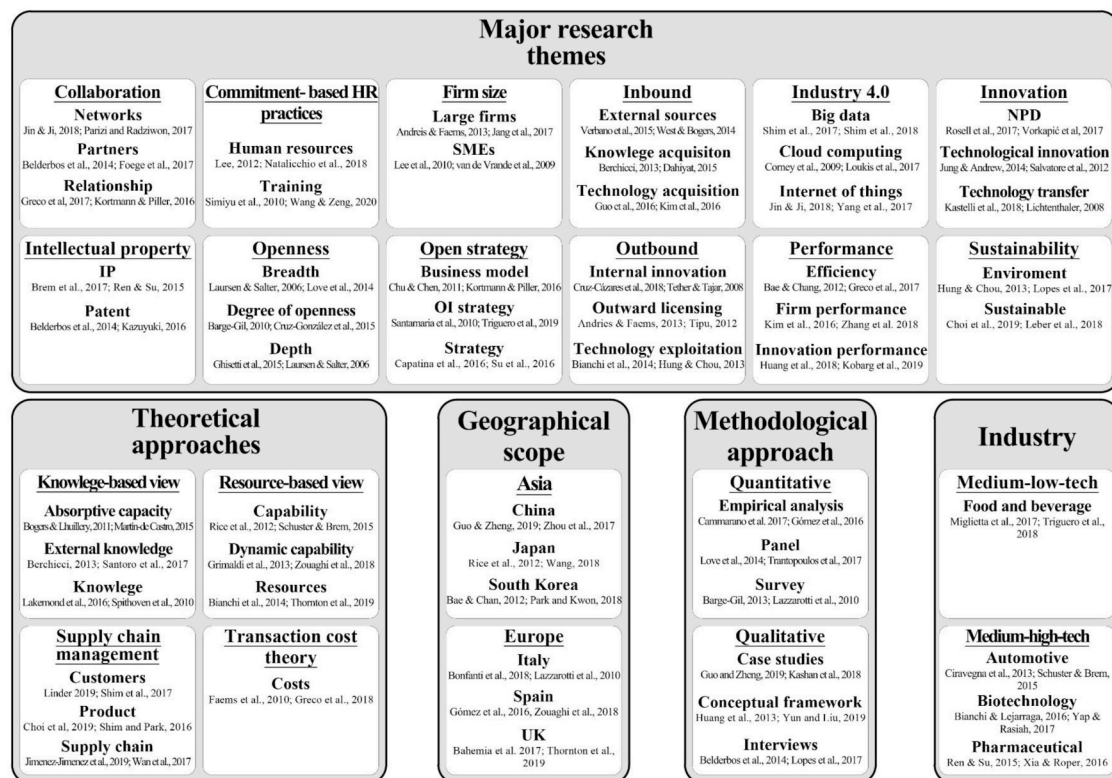 Major research
themes
Collaboration
Networks
Jin & Ji, 2018; Parizi and Radziwon, 2017
Partners
Belderbos et al., 2014; Foege et al., 2017
Relationship
Greco et al, 2017; Kortmann & Piller, 2016
Commitment- based HR
practices
Human resources
Lee, 2012; Natalicchio et al., 2018
Training
Simiyu et al., 2010; Wang & Zeng, 2020
Firm size
Large firms
Andreis & Faems, 2013; Jang et al., 2017
SMEs
Lee et al., 2010; van de Vrande et al., 2009
Inbound
External sources
Verbano et al., 2015; West & Bogers, 2014
Knowlege acquisiton
Berchicci, 2013; Dahiyat, 2015
Technology acquisition
Guo et al., 2016; Kim et al., 2016
Industry 4.0
Big data
Shim et al., 2017; Shim et al., 2018
Cloud computing
Corney et al., 2009; Loukis et al., 2017
Internet of things
Jin & Ji, 2018; Yang et al., 2017
Innovation
NPD
Rosell et al., 2017; Vorkapić et al, 2017
Technological innovation
Jung & Andrew, 2014; Salvatore et al., 2012
Technology transfer
Kastelli et al., 2018; Lichtenthaler, 2008
Intellectual property
IP
Brem et al., 2017; Ren & Su, 2015
Patent
Belderbos et al., 2014; Kazuyuki, 2016
Openness
Breadth
Laursen & Salter, 2006; Love et al., 2014
Degree of openness
Barge-Gil, 2010; Cruz-González et al., 2015
Depth
Ghisetti et al., 2015; Laursen & Salter, 2006
Open strategy
Business model
Chu & Chen, 2011; Kortmann & Piller, 2016
OI strategy
Santamaria et al., 2010; Triguero et al., 2019
Strategy
Capatina et al., 2016; Su et al., 2016
Outbound
Internal innovation
Cruz-Cázares et al., 2018; Tether & Tajar, 2008
Outward licensing
Andries & Faems, 2013; Tipu, 2012
Technology exploitation
Bianchi et al., 2014; Hung & Chou, 2013
Performance
Efficiency
Bae & Chang, 2012; Greco et al., 2017
Firm performance
Kim et al., 2016; Zhang et al. 2018
Innovation performance
Huang et al., 2018; Kobarg et al., 2019
Sustainability
Enviroment
Hung & Chou, 2013; Lopes et al., 2017
Sustainable
Choi et al., 2019; Leber et al., 2018
Theoretical
approaches
Knowlege-based view
Absorptive capacity
Bogers & Lhuillery, 2011; Martín-de Castro, 2015
External knowledge
Berchicci, 2013; Santoro et al., 2017
Knowlege
Lakemond et al., 2016; Spithoven et al., 2010
Resource-based view
Capability
Rice et al., 2012; Schuster & Brem, 2015
Dynamic capability
Grimaldi et al., 2013; Zouaghi et al., 2018
Resources
Bianchi et al., 2014; Thornton et al., 2019
Supply chain
management
Customers
Linder 2019; Shim et al., 2017
Product
Choi et al, 2019; Shim and Park, 2016
Supply chain
Jimenez-Jimenez et al., 2019; Wan et al., 2017
Transaction cost
theory
Costs
Faems et al., 2010; Greco et al., 2018
Geographical
scope
Asia
China
Guo & Zheng, 2019; Zhou et al., 2017
Japan
Rice et al., 2012; Wang, 2018
South Korea
Bae & Chan, 2012; Park and Kwon, 2018
Europe
Italy
Bonfanti et al., 2018; Lazzarotti et al., 2010
Spain
Gómez et al., 2016, Zouaghi et al., 2018
UK
Bahemia et al. 2017; Thornton et al.,
2019
Methodological
approach
Quantitative
Empirical analysis
Cammarano et al. 2017; Gómez et al., 2016
Panel
Love et al., 2014; Trantopoulos et al., 2017
Survey
Barge-Gil, 2013; Lazzarotti et al., 2010
Qualitative
Case studies
Guo and Zheng, 2019; Kashan et al., 2018
Conceptual framework
Huang et al., 2013; Yun and Liu, 2019
Interviews
Belderbos et al., 2014; Lopes et al., 2017
Industry
Medium-low-tech
Food and beverage
Miglietta et al., 2017; Triguero et al.,
2018
Medium-high-tech
Automotive
Ciravegna et al., 2013; Schuster & Brem,
2015
Biotechnology
Bianchi & Lejarraga, 2016; Yap &
Rasiah, 2017
Pharmaceutical
Ren & Su, 2015; Xia & Roper, 2016